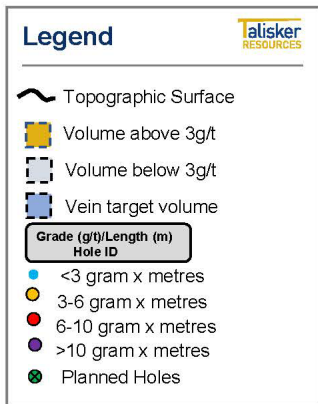 Legend
Talisker
RESOURCES
Topographic Surface
Volume above 3g/t
Volume below 3g/t
Vein target volume
Grade (g/t)/Length (m)
Hole ID
<3 gram x metres
3-6 gram x metres
6-10 gram x metres
>10 gram x metres
Planned Holes